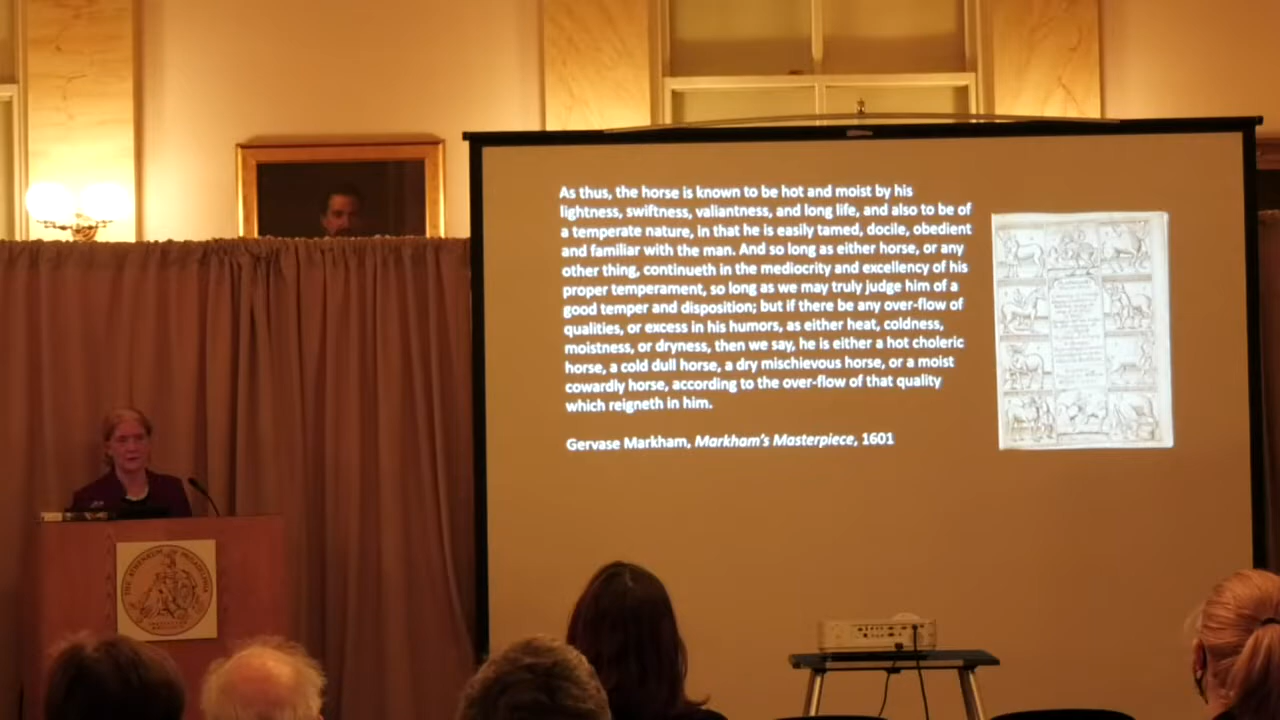 As thus, the horse is known to be hot and moist by his
lightness, swiftness, valiantness, and long life, and also to be of
a temperate nature, in that he is easily tamed, docile, obedient
and familiar with the man. And so long as either horse, or any
other thing, continueth in the mediocrity and excellency of his
proper temperament, so long as we may truly judge him of a
good temper and disposition; but if there be any over-flow of
qualities, or excess in his humors, as either heat, coldness,
moistness, or dryness, then we say, he is either a hot choleric
horse, a cold dull horse, a dry mischievous horse, or a moist
cowardly horse, according to the over-flow of that quality
which reigneth in him.
Gervase Markham, Markham's Masterpiece, 1601
THE ATHENAEUM OF PHILADELPHIA